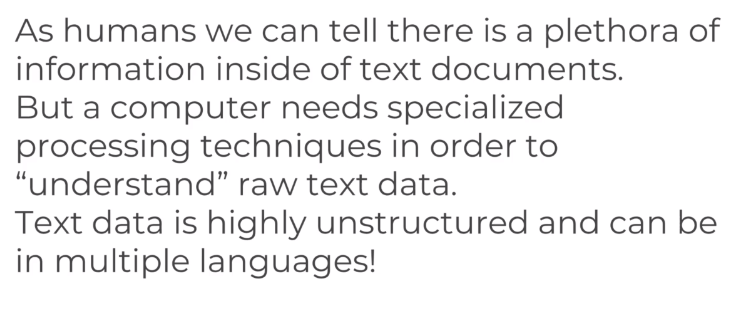 As humans we can tell there is a plethora of
information inside of text documents.
But a computer needs specialized
processing techniques in order to
“understand” raw text data.
Text data is highly unstructured and can be
in multiple languages!